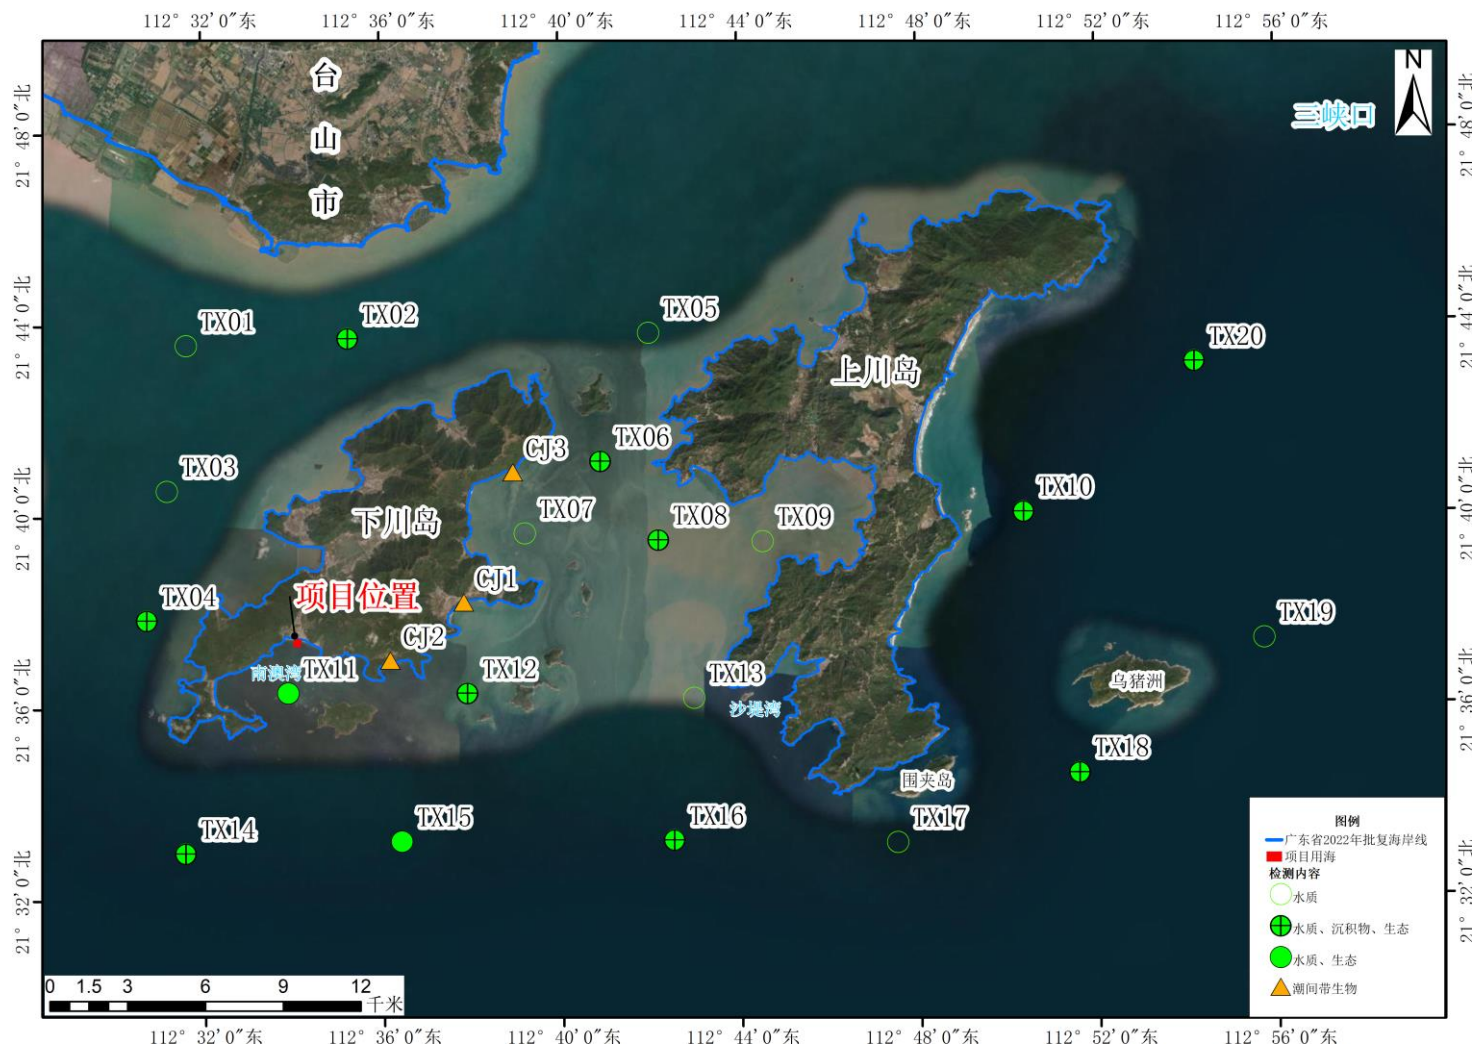 112° 32′0″东
112° 36′0″东
112° 40′0″东
112° 44′0″东
112° 48′0″东
112° 52′0″东
112° 56′0″东
21° 48′0″北
21° 44′0″北
21° 40′0″北
21° 36′0″北
21° 32′0″北
台
山
市
N
三峡口
TX01
TX02
TX05
TX20
上川岛
TX03
CJ3
TX06
TX07
TX08
TX09
TX10
下川岛
TX04
项目位置
CJ1
CJ2
TX19
南澳湾
TX11
TX12
TX13
沙堤湾
乌猪洲
TX18
围夹岛
TX14
TX15
TX16
TX17
图例
广东省2022年批复海岸线
项目用海
检测内容
水质
水质、沉积物、生态
水质、生态
潮间带生物
0 1.5 3 6 9 12
千米
21° 48′0″北
21° 44′0″北
21° 40′0″北
21° 36′0″北
21° 32′0″北
112° 32′0″东
112° 36′0″东
112° 40′0″东
112° 44′0″东
112° 48′0″东
112° 52′0″东
112° 56′0″东